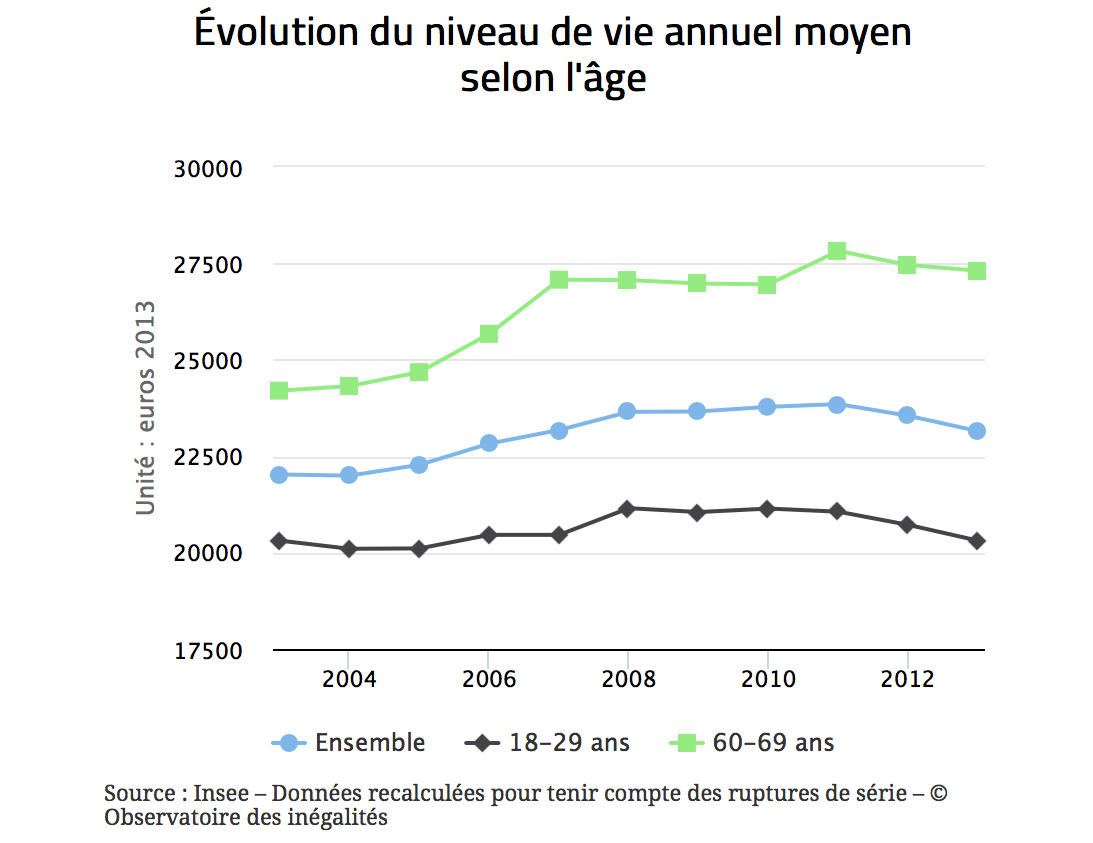 Évolution du niveau de vie annuel moyen
selon l'âge
30000
27500
25000
22500
20000
17500
Unité : euros 2013
2004 2006 2008 2010 2012
Ensemble 18–29 ans 60–69 ans
Source : Insee – Données recalculées pour tenir compte des ruptures de série – ©
Observatoire des inégalités